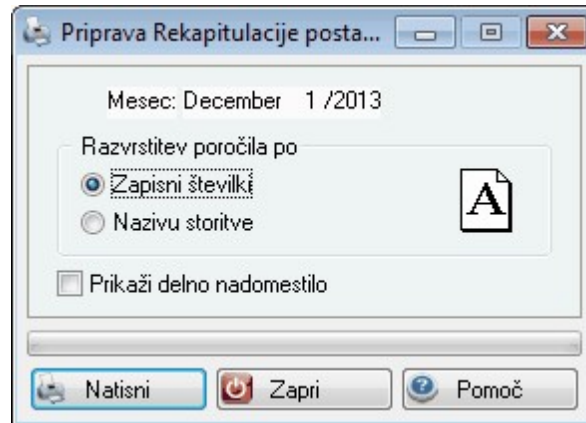 Priprava Rekapitulacije posta...
Mesec: December 1 /2013
Razvrstitev poročila po
Zapisni številki
Nazivu storitve
A
Prikaži delno nadomestilo
Natisni Zapri Pomoč